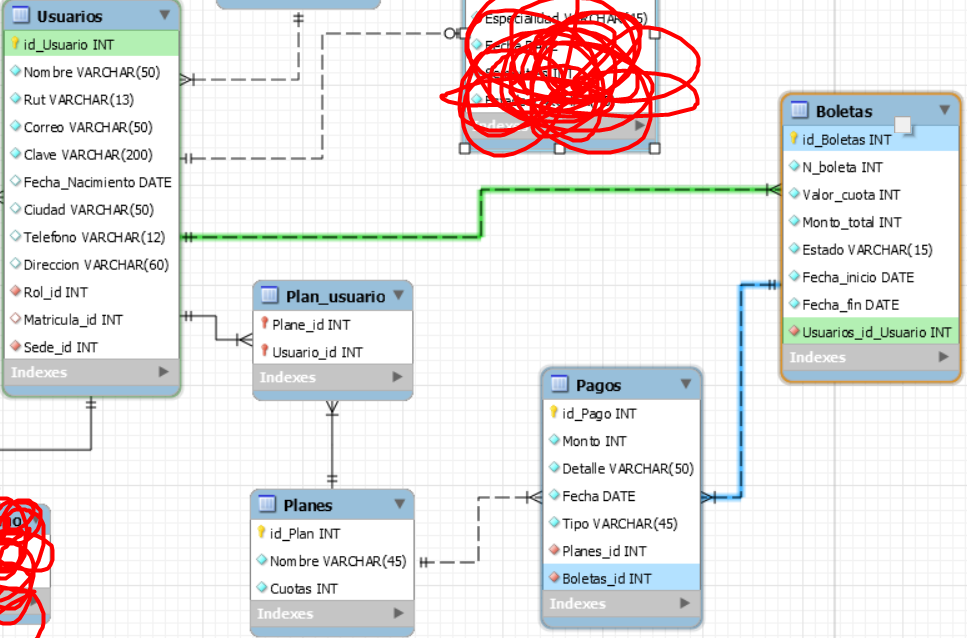 Usuarios
id_Usuario INT
Nombre VARCHAR(50)
Rut VARCHAR(13)
Correo VARCHAR(50)
Clave VARCHAR(200)
Fecha_Nacimiento DATE
Ciudad VARCHAR(50)
Telefono VARCHAR(12)
Direccion VARCHAR(60)
Rol_id INT
Matricula_id INT
Sede_id INT
Indexes
Especialidad VARCHAR(45)
Fecha DATE
Indexes
Boletas
id_Boletas INT
N_boleta INT
Valor_cuota INT
Monto_total INT
Estado VARCHAR(15)
Fecha_inicio DATE
Fecha_fin DATE
Usuarios_id_Usuario INT
Indexes
Plan_usuario
Plane_id INT
Usuario_id INT
Indexes
Pagos
id_Pago INT
Monto INT
Detalle VARCHAR(50)
Fecha DATE
Tipo VARCHAR(45)
Planes_id INT
Boletas_id INT
Indexes
Planes
id_Plan INT
Nombre VARCHAR(45)
Cuotas INT
Indexes